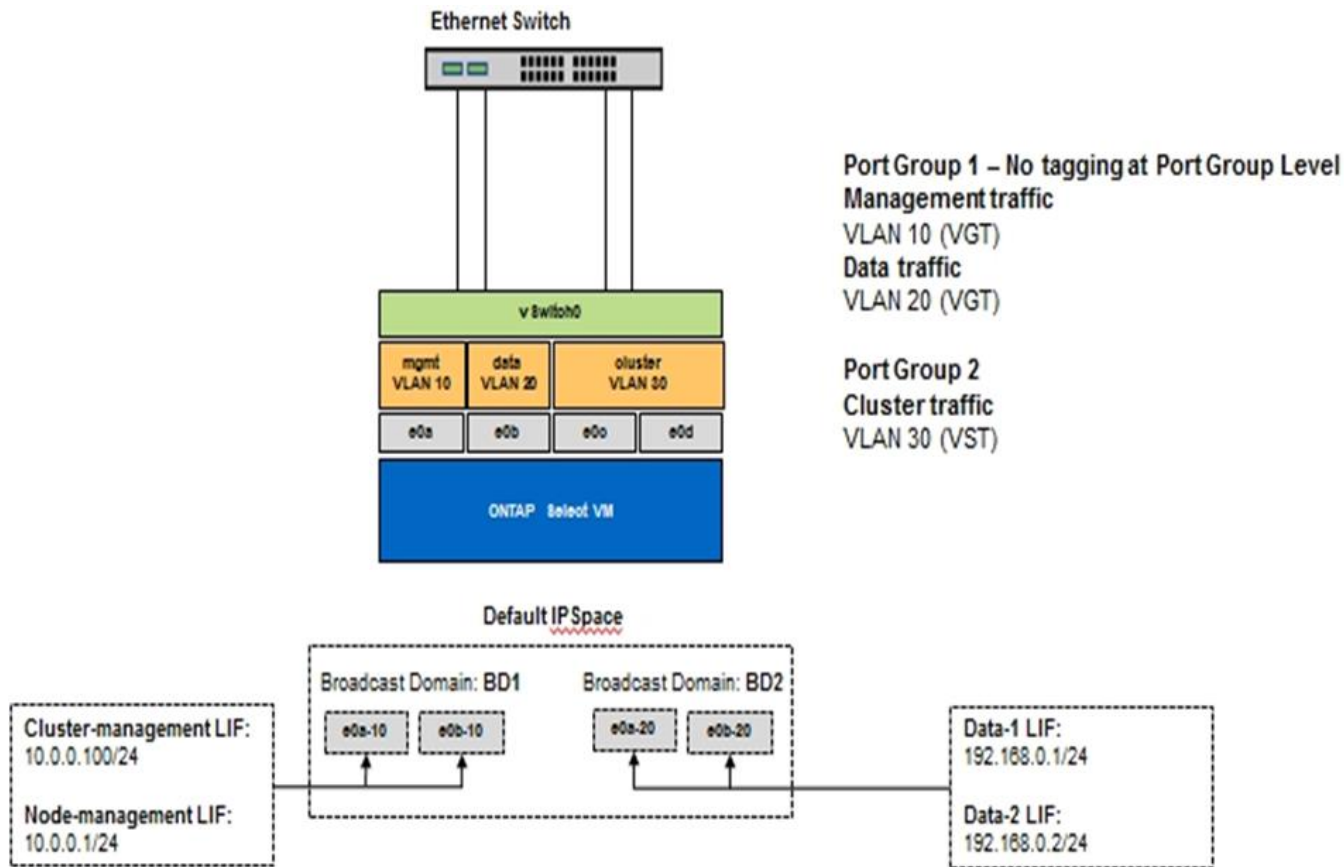 Ethernet Switch
vSwitch0
mgmt
VLAN 10
data
VLAN 20
cluster
VLAN 30
e0a
e0b
e0c
e0d
ONTAP Select VM
Port Group 1 – No tagging at Port Group Level
Management traffic
VLAN 10 (VGT)
Data traffic
VLAN 20 (VGT)
Port Group 2
Cluster traffic
VLAN 30 (VST)
Default IPSpace
Broadcast Domain: BD1
Broadcast Domain: BD2
e0a-10
e0b-10
e0a-20
e0b-20
Cluster-management LIF:
10.0.0.100/24
Node-management LIF:
10.0.0.1/24
Data-1 LIF:
192.168.0.1/24
Data-2 LIF:
192.168.0.2/24